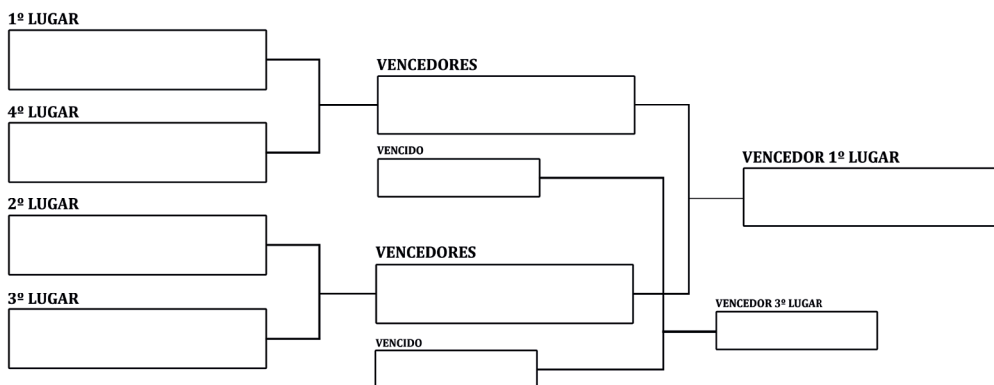 1º LUGAR
4º LUGAR
2º LUGAR
3º LUGAR
VENCEDORES
VENCIDO
VENCEDORES
VENCIDO
VENCEDOR 1º LUGAR
VENCEDOR 3º LUGAR